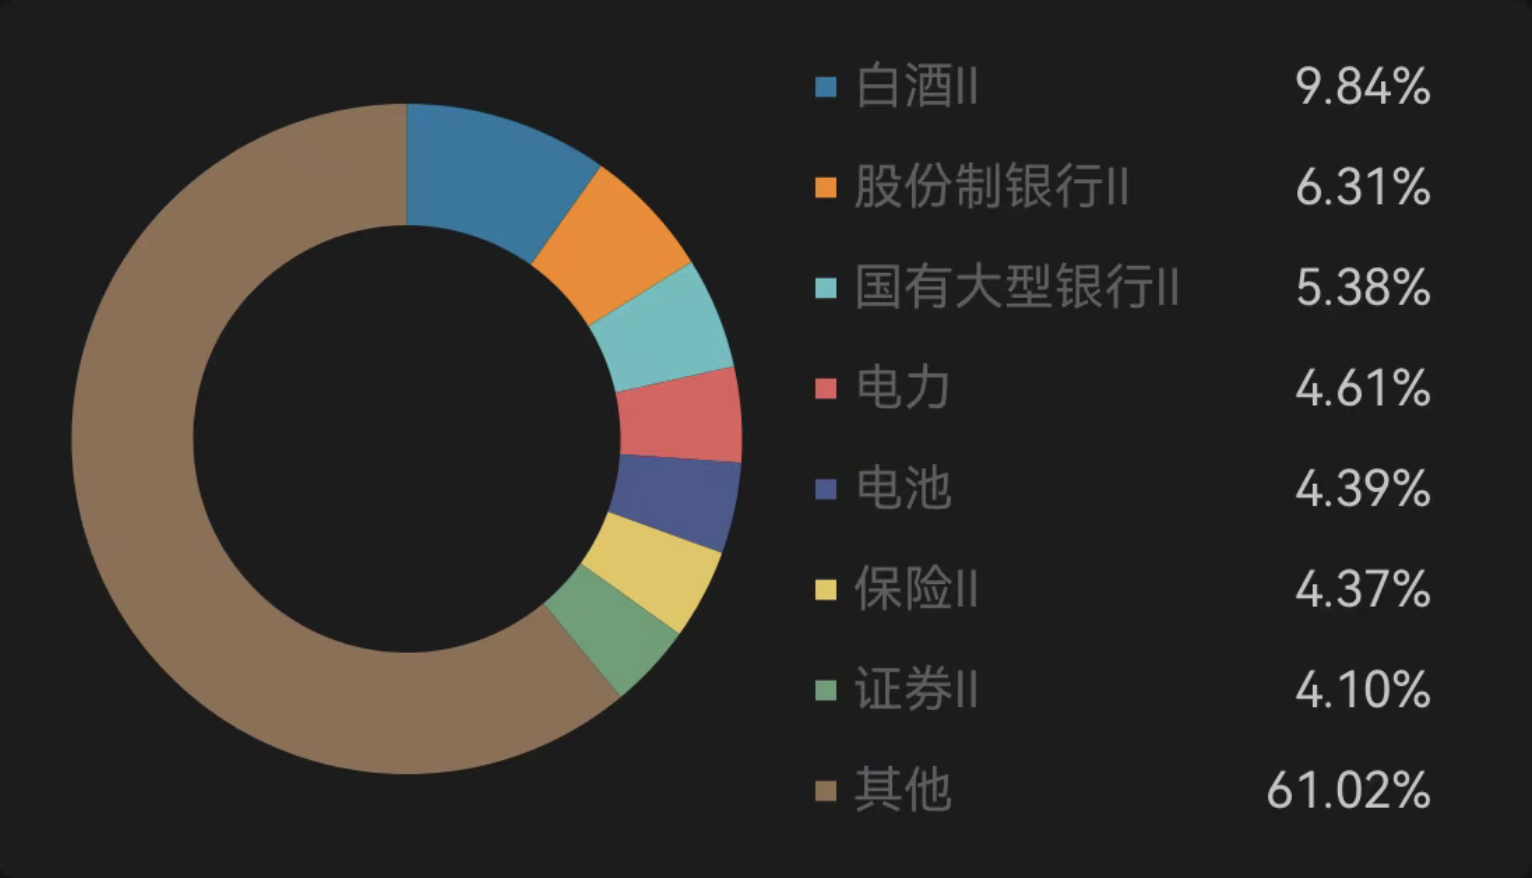 白酒II 9.84%
股份制银行II 6.31%
国有大型银行II 5.38%
电力 4.61%
电池 4.39%
保险II 4.37%
证券II 4.10%
其他 61.02%